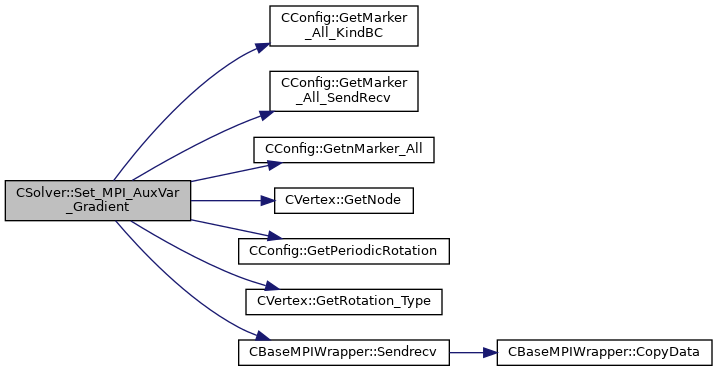 CConfig::GetMarker
_All_KindBC
CConfig::GetMarker
_All_SendRecv
CConfig::GetnMarker_All
CSolver::Set_MPI_AuxVar
_Gradient
CVertex::GetNode
CConfig::GetPeriodicRotation
CVertex::GetRotation_Type
CBaseMPIWrapper::Sendrecv
CBaseMPIWrapper::CopyData